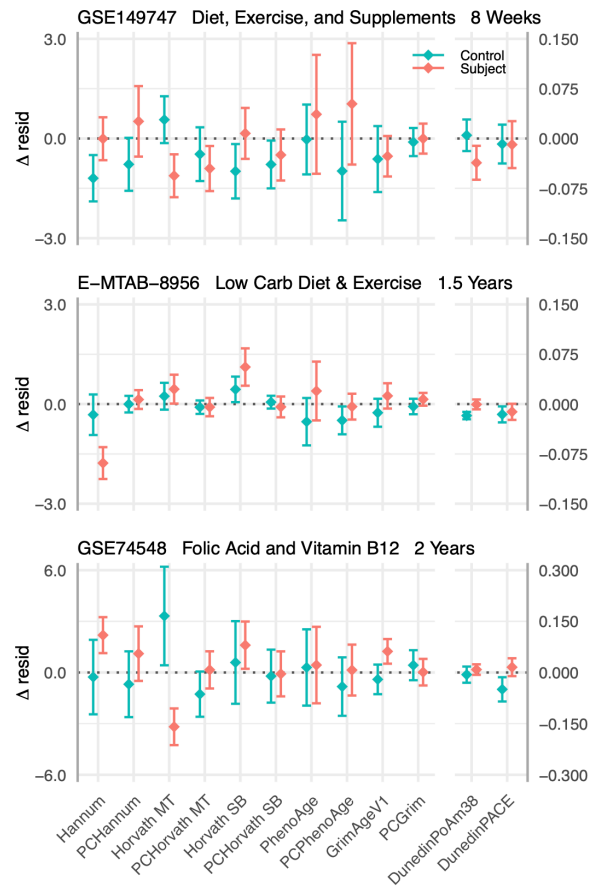 GSE149747 Diet, Exercise, and Supplements 8 Weeks
3.0
0.0
−3.0
Δ resid
Control
Subject
0.150
0.075
0.000
−0.075
−0.150
E−MTAB−8956 Low Carb Diet & Exercise 1.5 Years
3.0
0.0
−3.0
Δ resid
0.150
0.075
0.000
−0.075
−0.150
GSE74548 Folic Acid and Vitamin B12 2 Years
6.0
0.0
−6.0
Δ resid
0.300
0.150
0.000
−0.150
−0.300
Hannum
PCHannum
Horvath MT
PCHorvath MT
Horvath SB
PCHorvath SB
PhenoAge
PCPhenoAge
GrimAgeV1
PCGrim
DunedinPoAm38
DunedinPACE